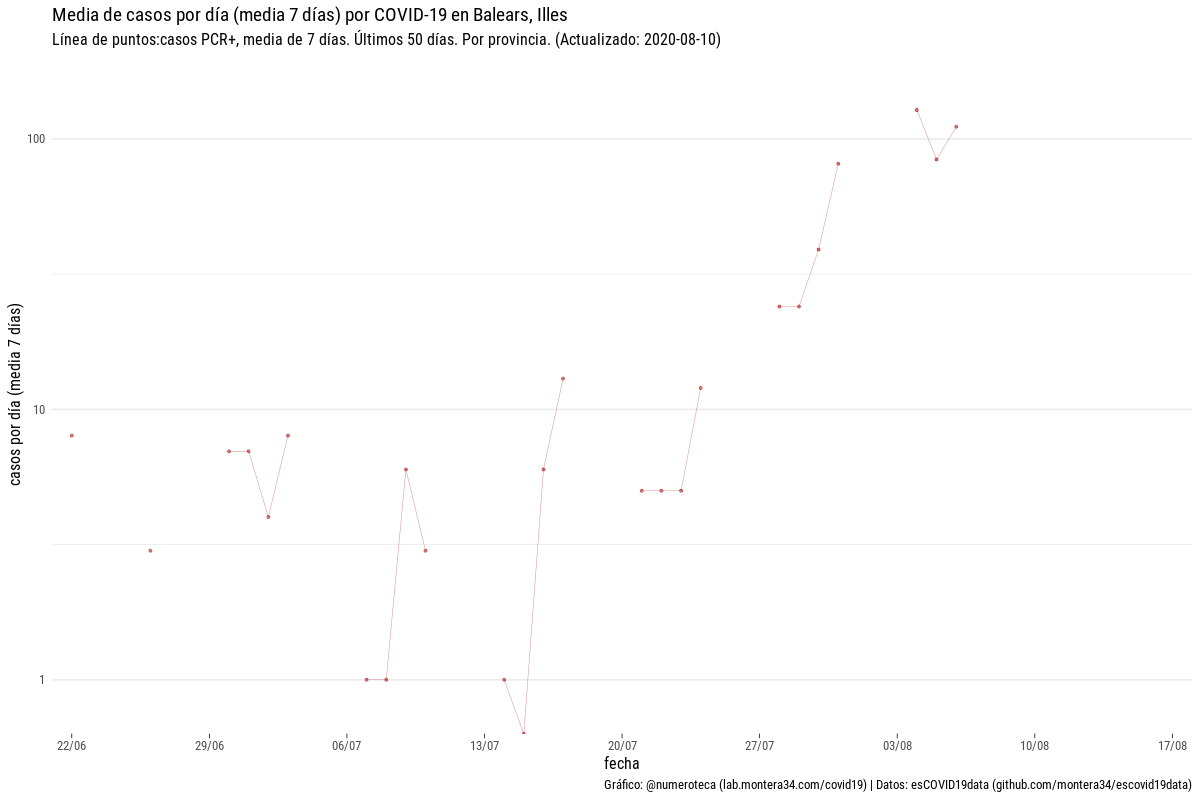 Media de casos por día (media 7 días) por COVID-19 en Balears, Illes
Línea de puntos:casos PCR+, media de 7 días. Últimos 50 días. Por provincia. (Actualizado: 2020-08-10)
casos por día (media 7 días)
100
10
1
22/06
29/06
06/07
13/07
20/07
27/07
03/08
10/08
17/08
fecha
Gráfico: @numeroteca (lab.montera34.com/covid19) | Datos: esCOVID19data (github.com/montera34/escovid19data)